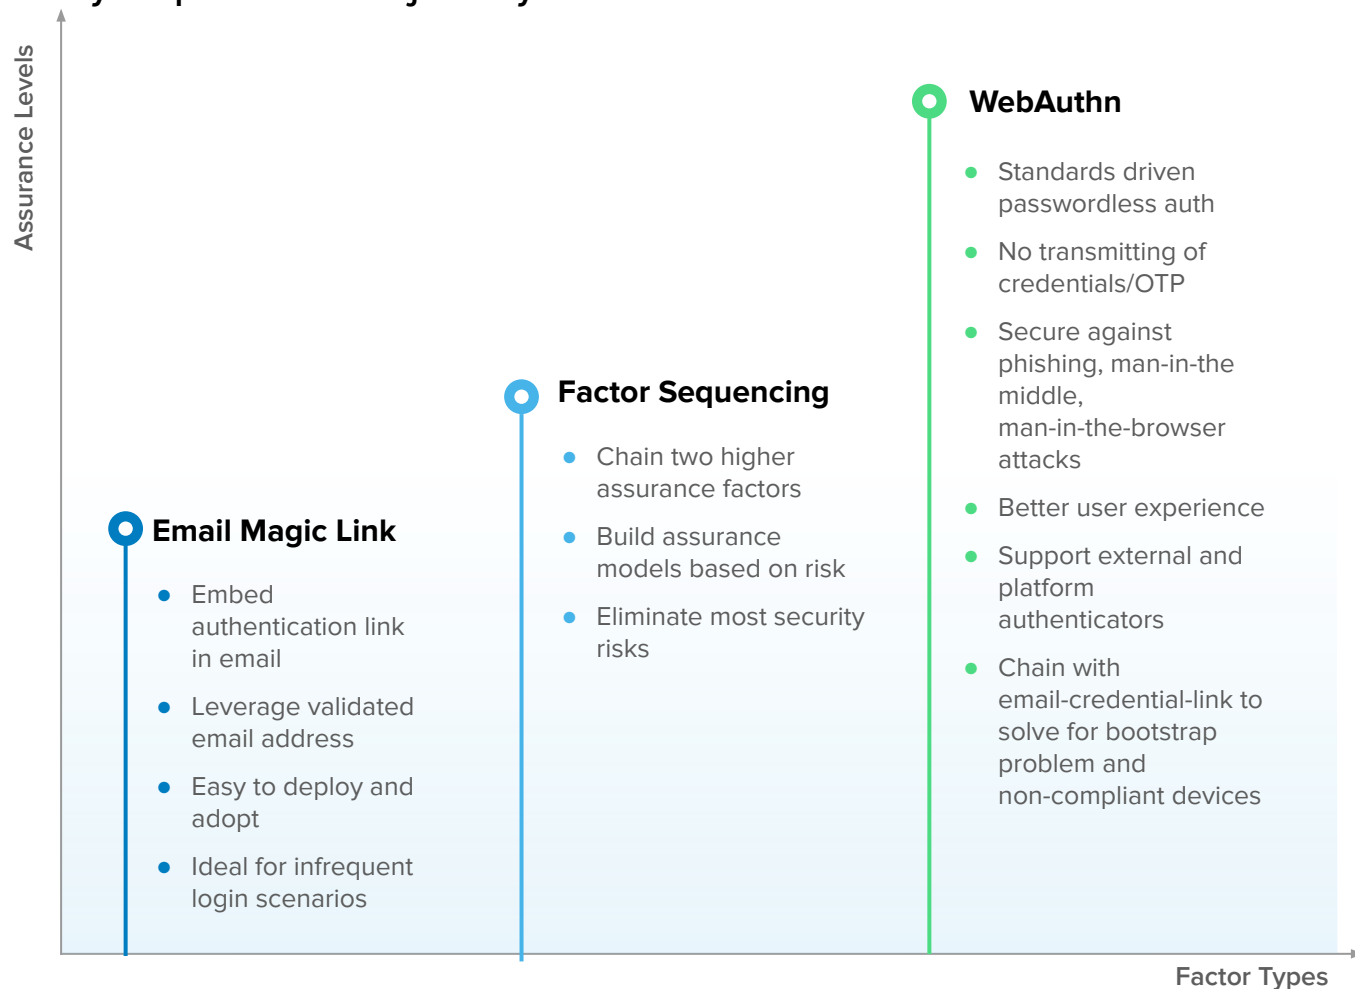 Assurance Levels
WebAuthn
Standards driven
passwordless auth
No transmitting of
credentials/OTP
Secure against
phishing, man-in-the
middle,
man-in-the-browser
attacks
Better user experience
Support external and
platform
authenticators
Chain with
email-credential-link to
solve for bootstrap
problem and
non-compliant devices
Factor Sequencing
Chain two higher
assurance factors
Build assurance
models based on risk
Eliminate most security
risks
Email Magic Link
Embed
authentication link
in email
Leverage validated
email address
Easy to deploy and
adopt
Ideal for infrequent
login scenarios
Factor Types